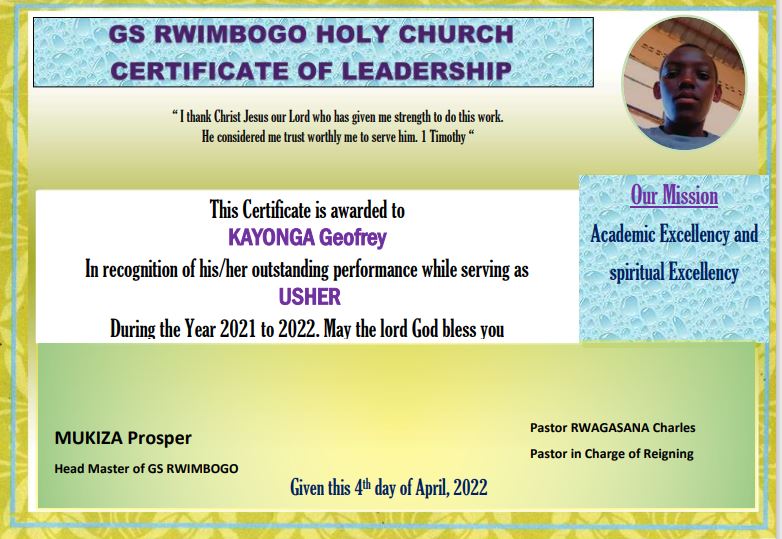 GS RWIMBOGO HOLY CHURCH
CERTIFICATE OF LEADERSHIP
“ I thank Christ Jesus our Lord who has given me strength to do this work.
He considered me trust worthly me to serve him. 1 Timothy “
This Certificate is awarded to
KAYONGA Geofrey
In recognition of his/her outstanding performance while serving as
USHER
During the Year 2021 to 2022. May the lord God bless you
Our Mission
Academic Excellency and
spiritual Excellency
MUKIZA Prosper
Head Master of GS RWIMBOGO
Pastor RWAGASANA Charles
Pastor in Charge of Reigning
Given this 4th day of April, 2022